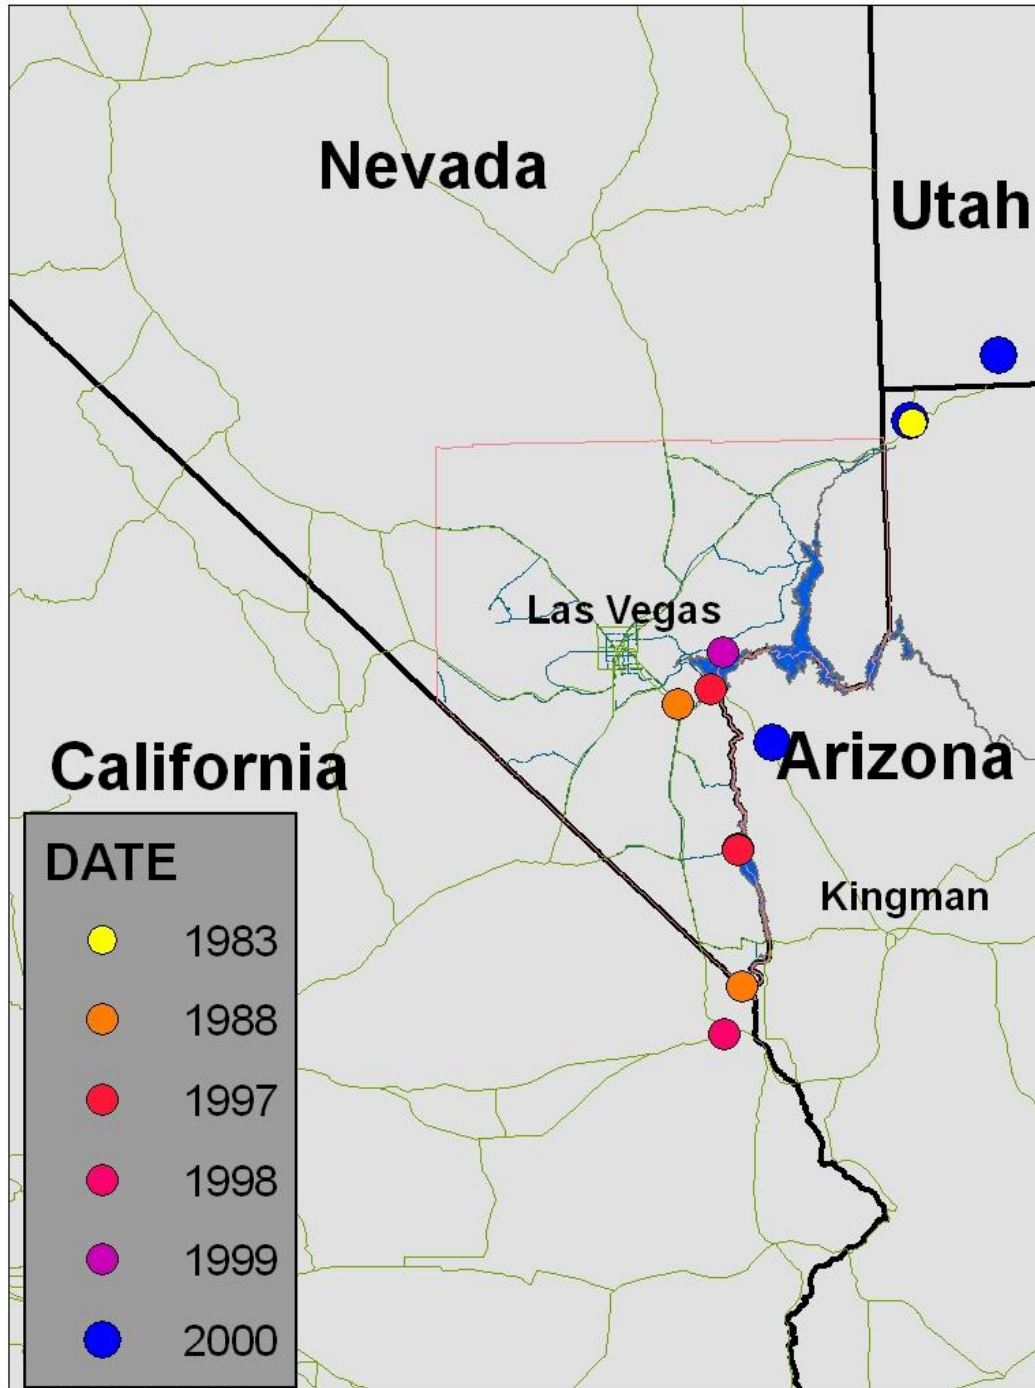 Nevada
Utah
Las Vegas
California
Arizona
Kingman
DATE
1983
1988
1997
1998
1999
2000